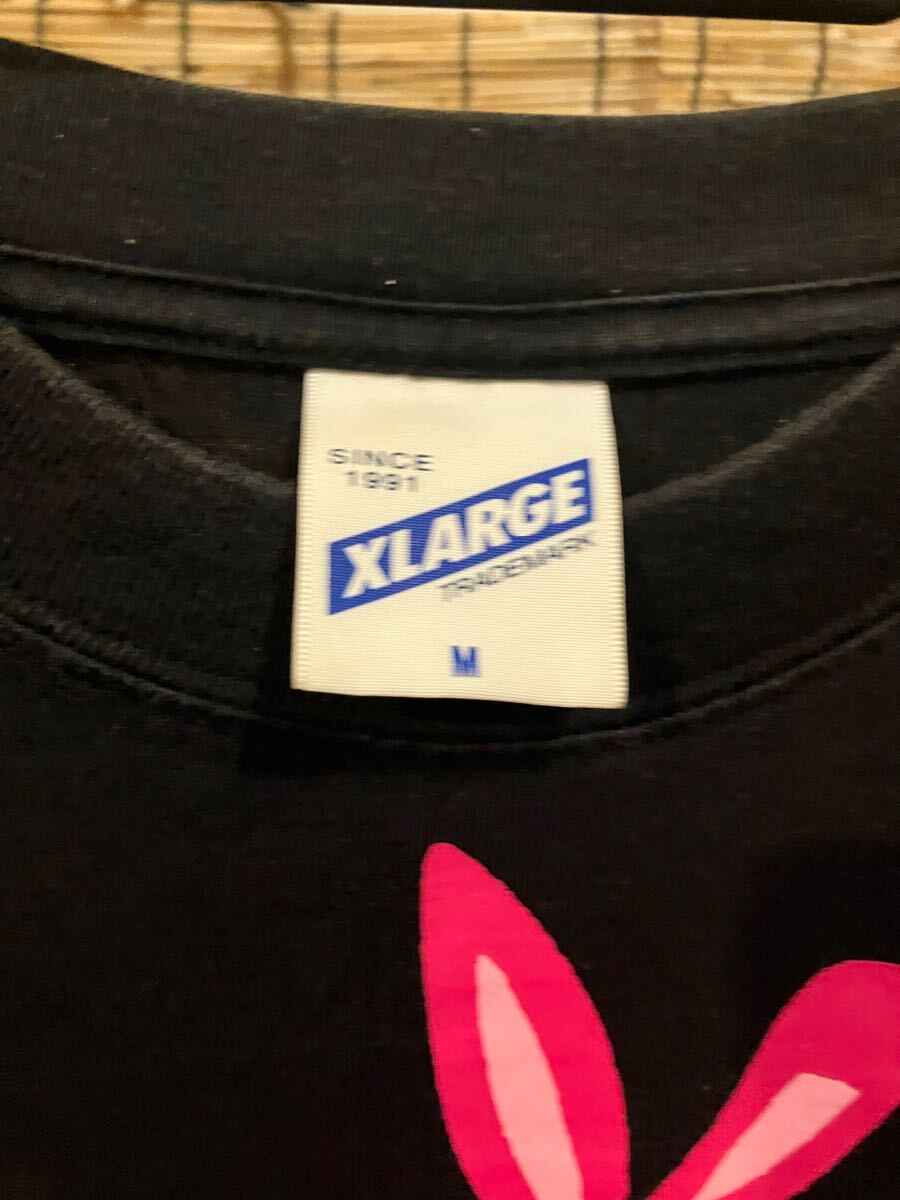 SINCE
1991
XLARGE
TRADEMARK
M